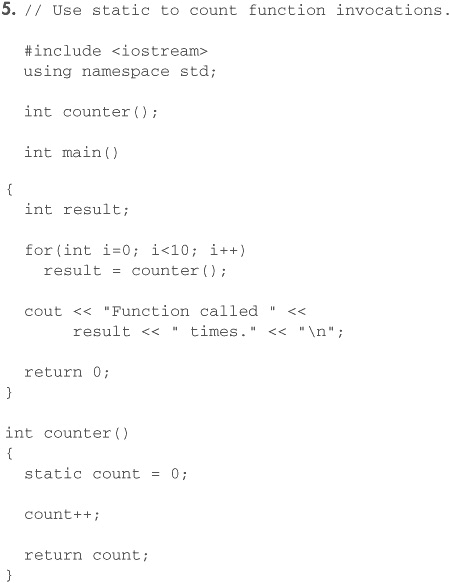 5. // Use static to count function invocations.
#include <iostream>
using namespace std;
int counter();
int main()
{
int result;
for(int i=0; i<10; i++)
result = counter();
cout << "Function called " <<
result << " times." << "\n";
return 0;
}
int counter()
{
static count = 0;
count++;
return count;
}